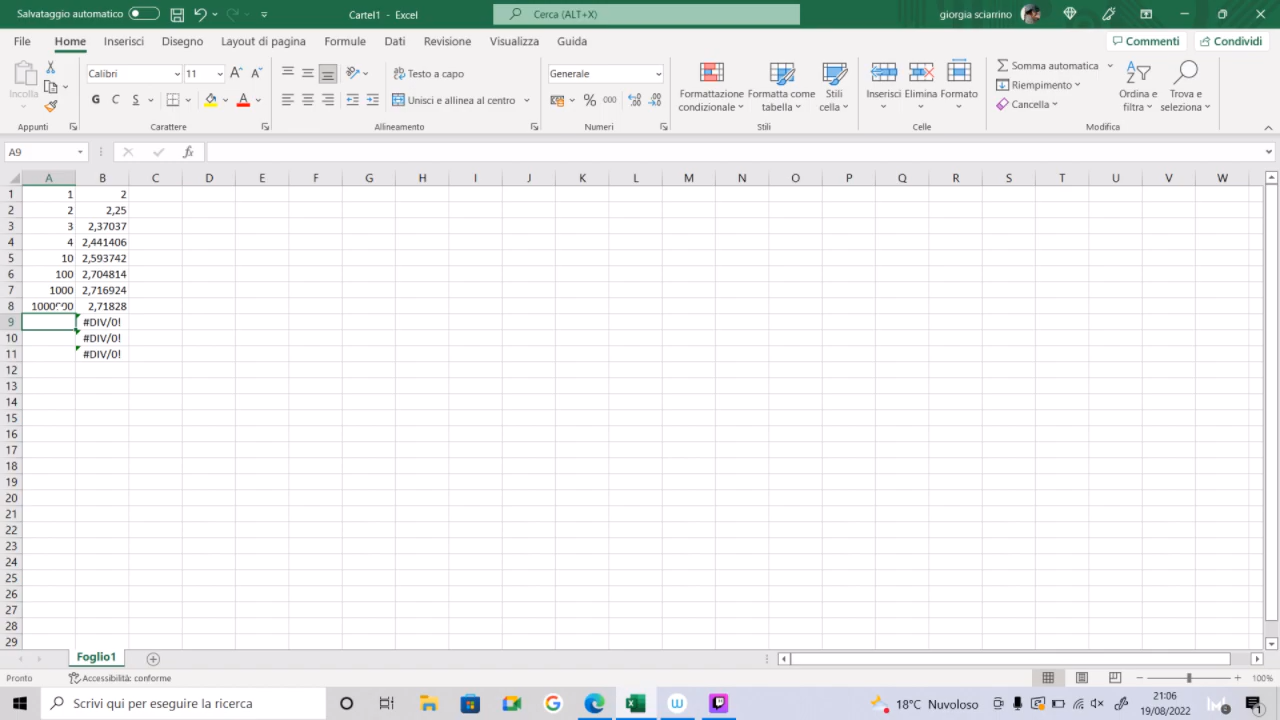 Salvataggio automatico
Cartel1 - Excel
Cerca (ALT+X)
giorgia sciarrino
File Home Inserisci Disegno Layout di pagina Formule Dati Revisione Visualizza Guida
Commenti Condividi
Incolla
Calibri 11
G C S
Testo a capo
Unisci e allinea al centro
Generale
% 000
Formattazione condizionale
Formatta come tabella
Stili cella
Inserisci Elimina Formato
Somma automatica
Riempimento
Cancella
Ordina e filtra
Trova e seleziona
Appunti Carattere Allineamento Numeri Stili Celle Modifica
A9 fx
A B C D E F G H I J K L M N O P Q R S T U V W
1 1 2
2 2 2,25
3 3 2,37037
4 4 2,441406
5 10 2,593742
6 100 2,704814
7 1000 2,716924
8 2,71828
9 #DIV/0!
10 #DIV/0!
11 #DIV/0!
12
13
14
15
16
17
18
19
20
21
22
23
24
25
26
27
28
29
Foglio1
Pronto Accessibilità: conforme 100%
Scrivi qui per eseguire la ricerca
18°C Nuvoloso
21:06
19/08/2022